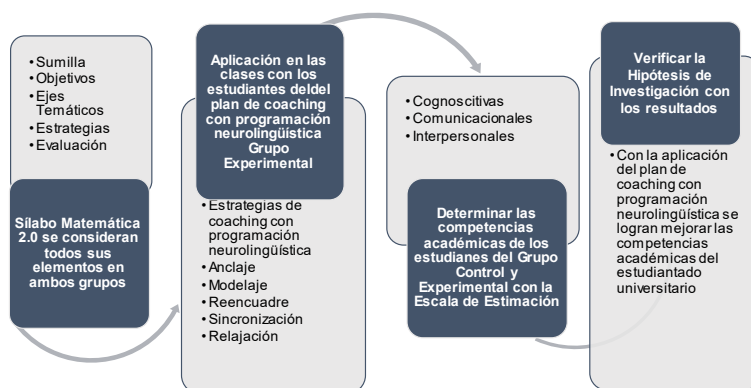 • Sumilla
• Objetivos
• Ejes
Temáticos
• Estrategias
• Evaluación
Sílabo Matemática
2.0 se consideran
todos sus
elementos en
ambos grupos
Aplicación en las
clases con los
estudiantes deldel
plan de coaching
con programación
neurolingüística
Grupo
Experimental
• Estrategias de
coaching con
programación
neurolingüística
• Anclaje
• Modelaje
• Reencuadre
• Sincronización
• Relajación
• Cognoscitivas
• Comunicacionales
• Interpersonales
Determinar las
competencias
académicas de los
estudianes del Grupo
Control y
Experimental con la
Escala de Estimación
Verificar la
Hipótesis de
Investigación con
los resultados
• Con la aplicación
del plan de
coaching con
programación
neurolingüística se
logran mejorar las
competencias
académicas del
estudiantado
universitario